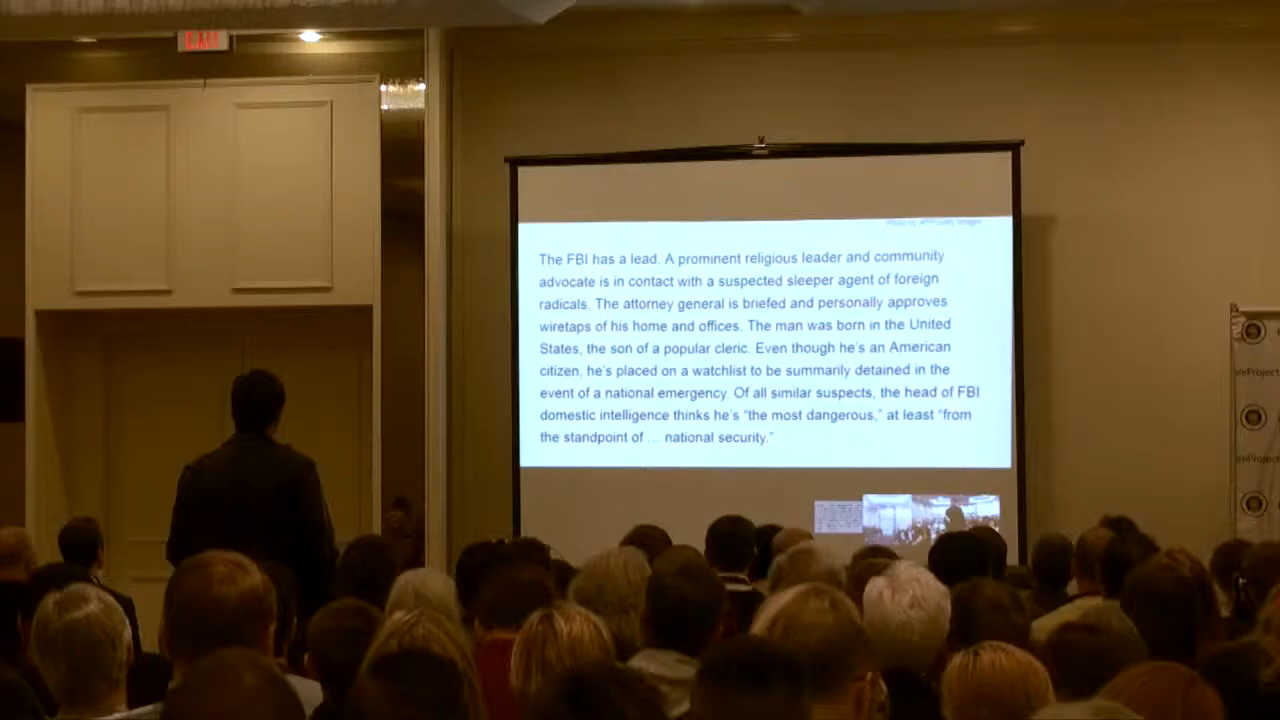 EXIT
The FBI has a lead. A prominent religious leader and community
advocate is in contact with a suspected sleeper agent of foreign
radicals. The attorney general is briefed and personally approves
wiretaps of his home and offices. The man was born in the United
States, the son of a popular cleric. Even though he's an American
citizen, he's placed on a watchlist to be summarily detained in the
event of a national emergency. Of all similar suspects, the head of FBI
domestic intelligence thinks he's "the most dangerous," at least "from
the standpoint of ... national security."
leProject
leProject